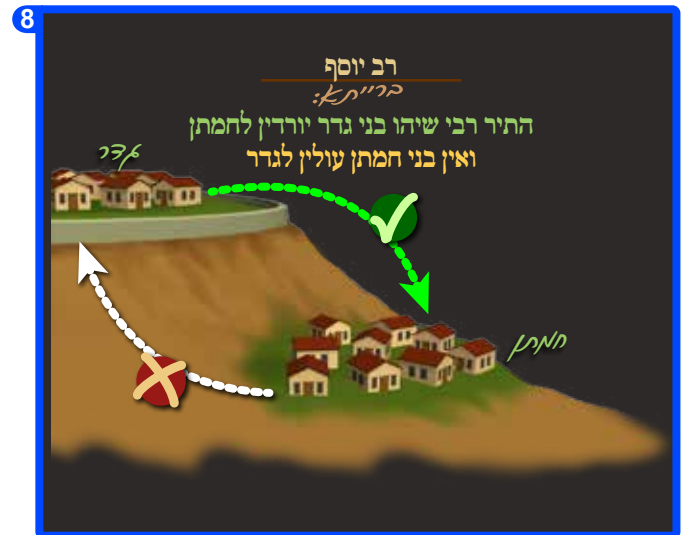 8
רב יוסף
ברייתא:
התיר רבי שיהו בני גדר יורדין לחמתן
ואין בני חמתן עולין לגדר
גדר
חמתן